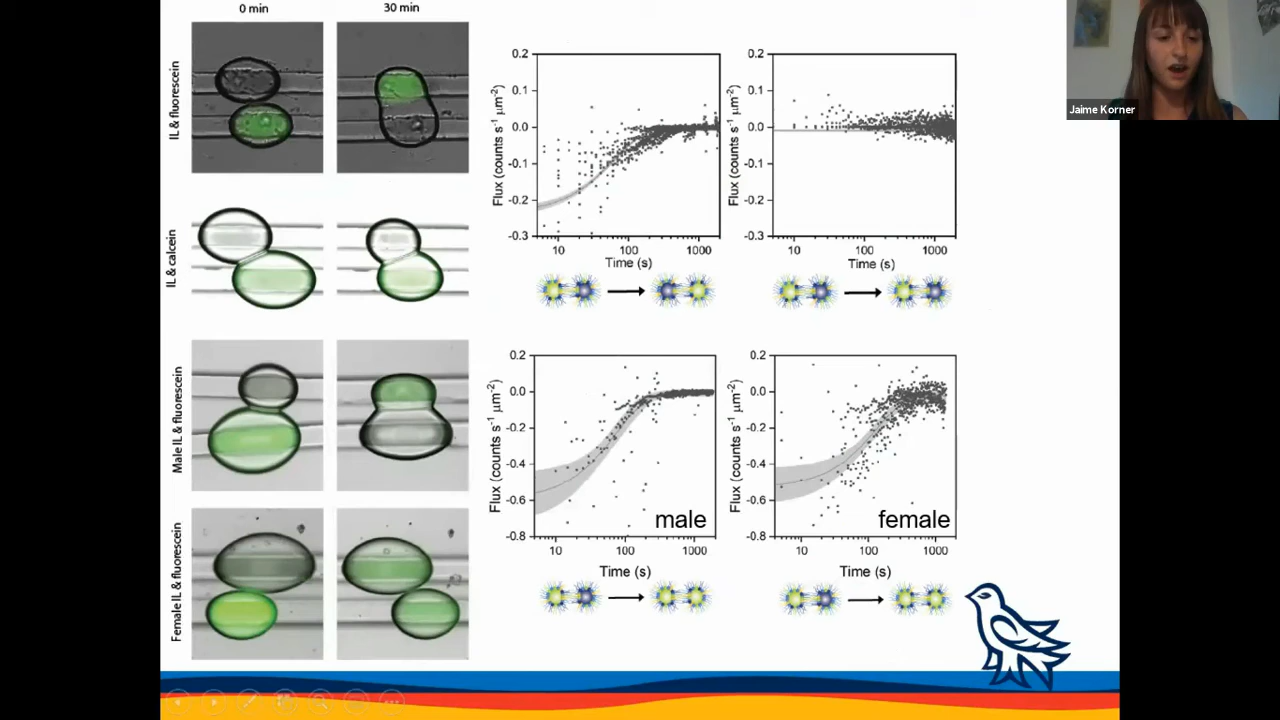 0 min
30 min
IL & fluorescein
IL & calcein
Male IL & fluorescein
Female IL & fluorescein
0.2
0.1
0.0
-0.1
-0.2
-0.3
Flux (counts s⁻¹ μm⁻²)
10
100
1000
Time (s)
0.2
0.1
0.0
-0.1
-0.2
-0.3
Flux (counts s⁻¹ μm⁻²)
10
100
1000
Time (s)
0.2
0.0
-0.2
-0.4
-0.6
-0.8
Flux (counts s⁻¹ μm⁻²)
male
10
100
1000
Time (s)
0.2
0.0
-0.2
-0.4
-0.6
-0.8
Flux (counts s⁻¹ μm⁻²)
female
10
100
1000
Time (s)
Jaime Korner